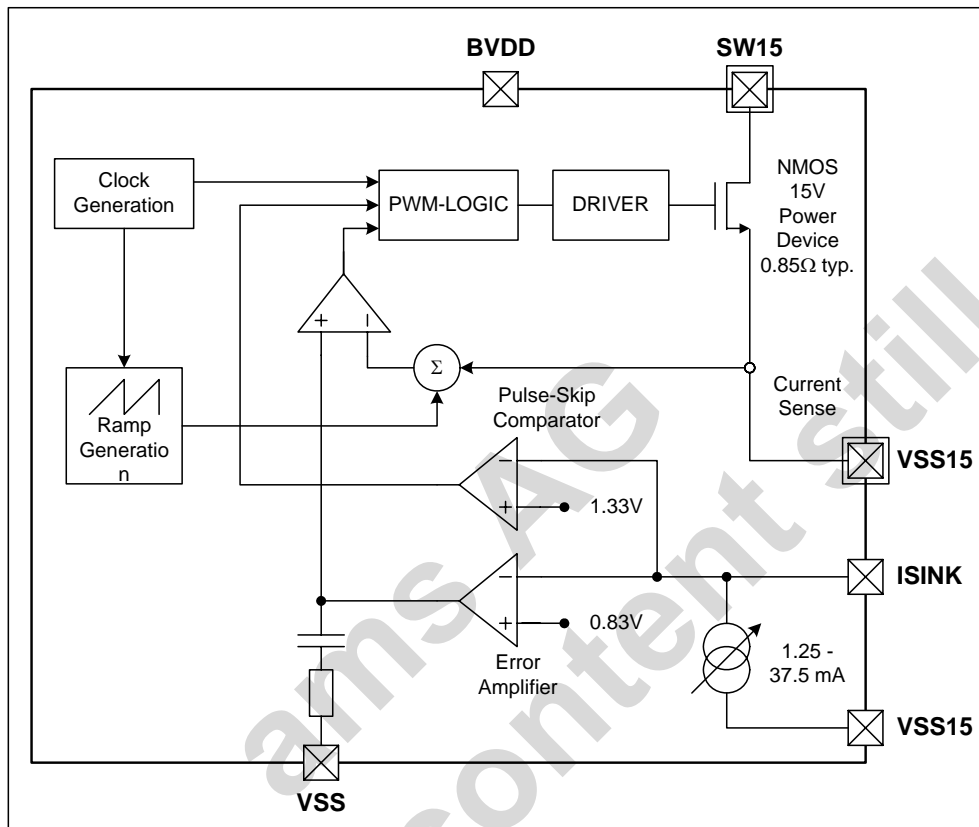 BVDD
SW15
Clock
Generation
PWM-LOGIC
DRIVER
NMOS
15V
Power
Device
0.85Ω typ.
+
–
Σ
Ramp
Generatio
n
Pulse-Skip
Comparator
Current
Sense
VSS15
–
+
1.33V
ISINK
–
+
0.83V
Error
Amplifier
1.25 -
37.5 mA
VSS15
VSS
ams AG
content still